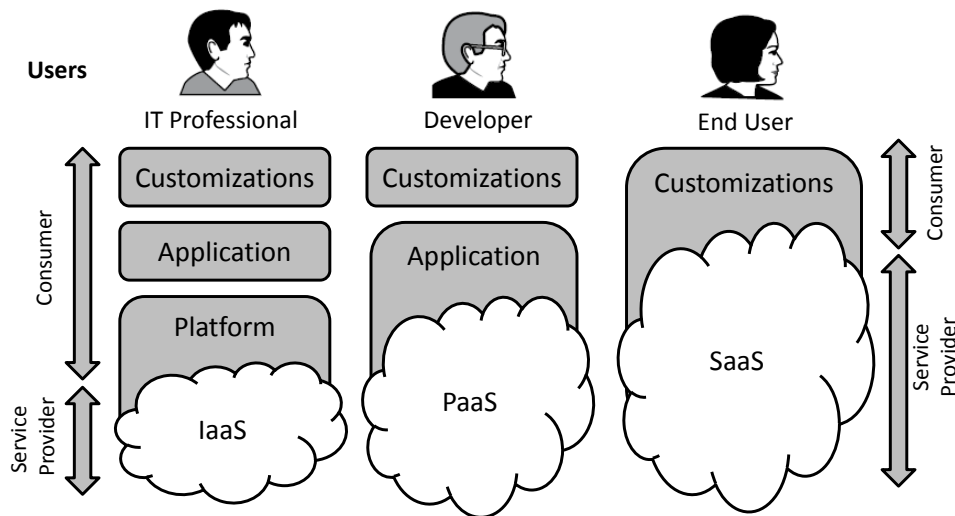 Users
IT Professional
Developer
End User
Customizations
Customizations
Customizations
Application
Application
Platform
IaaS
PaaS
SaaS
Consumer
Service
Provider
Consumer
Service
Provider